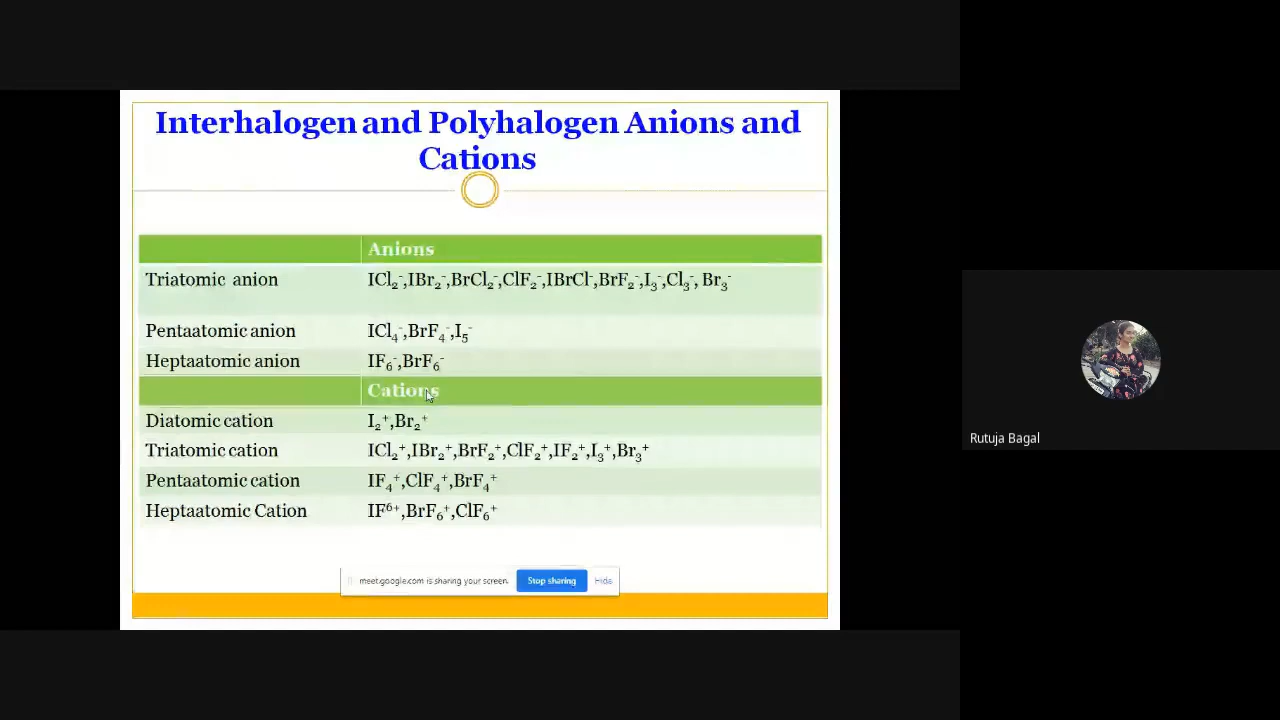 Interhalogen and Polyhalogen Anions and
Cations
Anions
Triatomic anion ICl₂⁻,IBr₂⁻,BrCl₂⁻,ClF₂⁻,IBrCl⁻,BrF₂⁻,I₃⁻,Cl₃⁻, Br₃⁻
Pentaatomic anion ICl₄⁻,BrF₄⁻,I₅⁻
Heptaatomic anion IF₆⁻,BrF₆⁻
Cations
Diatomic cation I₂⁺,Br₂⁺
Triatomic cation ICl₂⁺,IBr₂⁺,BrF₂⁺,ClF₂⁺,IF₂⁺,I₃⁺,Br₃⁺
Pentaatomic cation IF₄⁺,ClF₄⁺,BrF₄⁺
Heptaatomic Cation IF⁶⁺,BrF₆⁺,ClF₆⁺
meet.google.com is sharing your screen. Stop sharing Hide
Rutuja Bagal